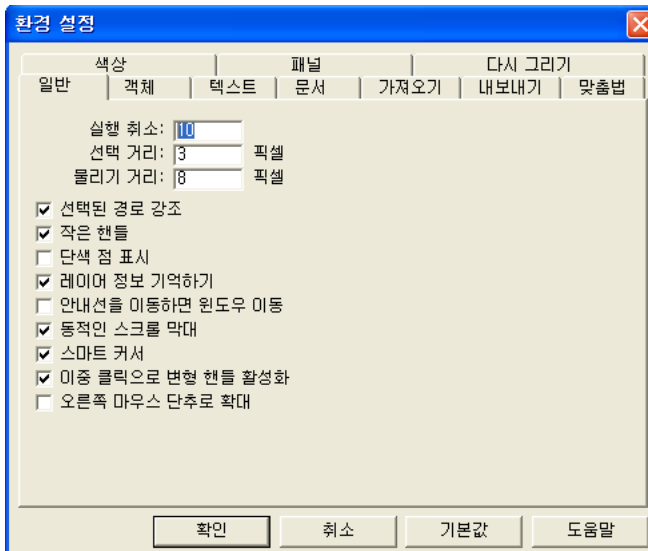 환경 설정
색상 패널 다시 그리기
일반 객체 텍스트 문서 가져오기 내보내기 맞춤법
실행 취소: 10
선택 거리: 3 픽셀
물리기 거리: 8 픽셀
선택된 경로 강조
작은 핸들
단색 점 표시
레이어 정보 기억하기
안내선을 이동하면 윈도우 이동
동적인 스크롤 막대
스마트 커서
이중 클릭으로 변형 핸들 활성화
오른쪽 마우스 단추로 확대
확인 취소 기본값 도움말